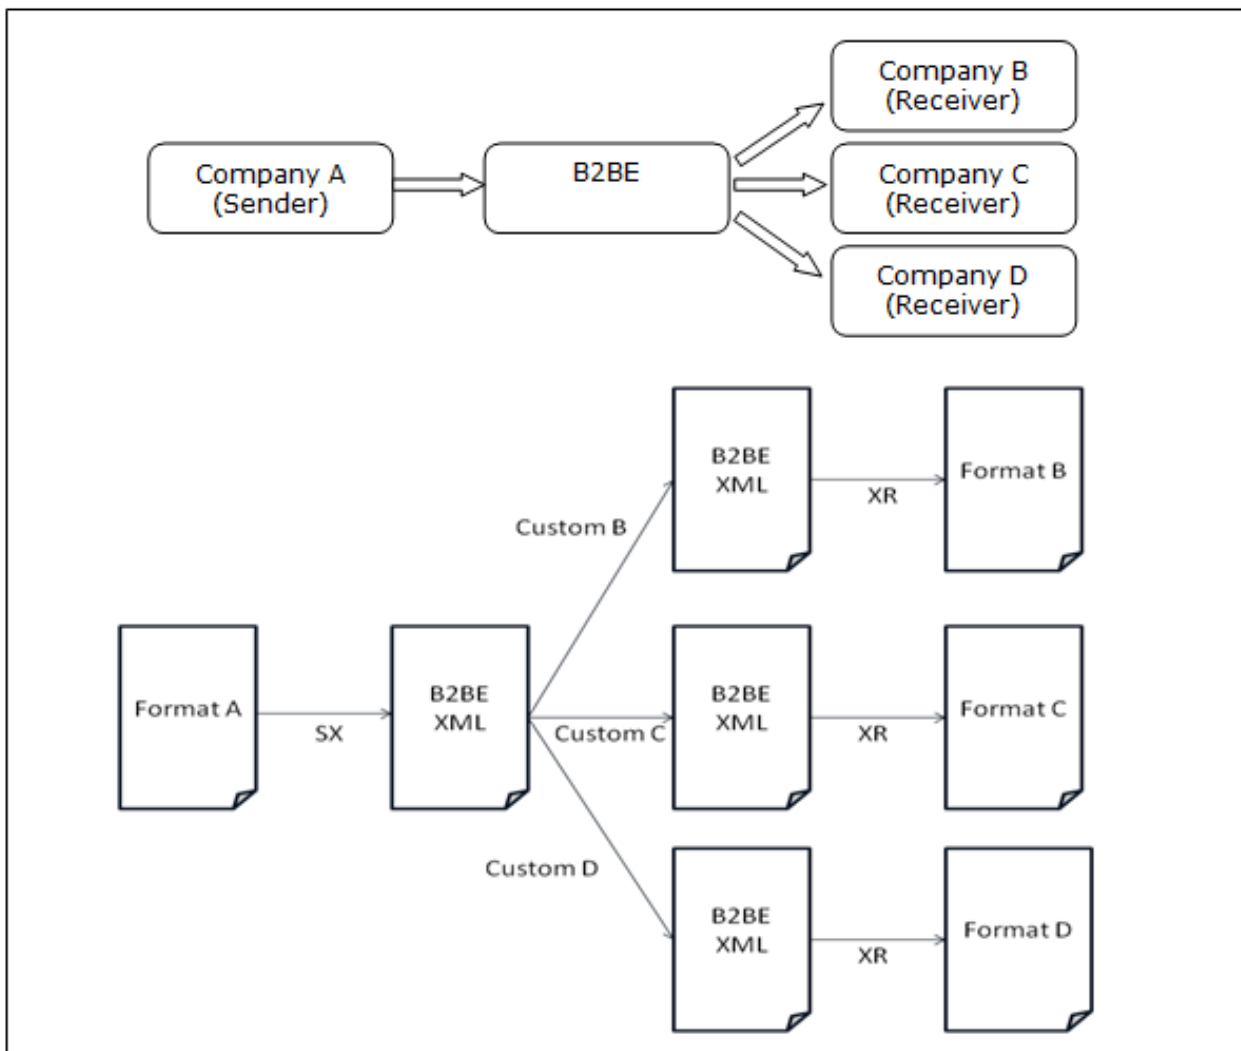 Company B
(Receiver)
Company A
(Sender)
B2BE
Company C
(Receiver)
Company D
(Receiver)
B2BE
XML
XR
Format B
Custom B
Format A
SX
B2BE
XML
Custom C
B2BE
XML
XR
Format C
Custom D
B2BE
XML
XR
Format D